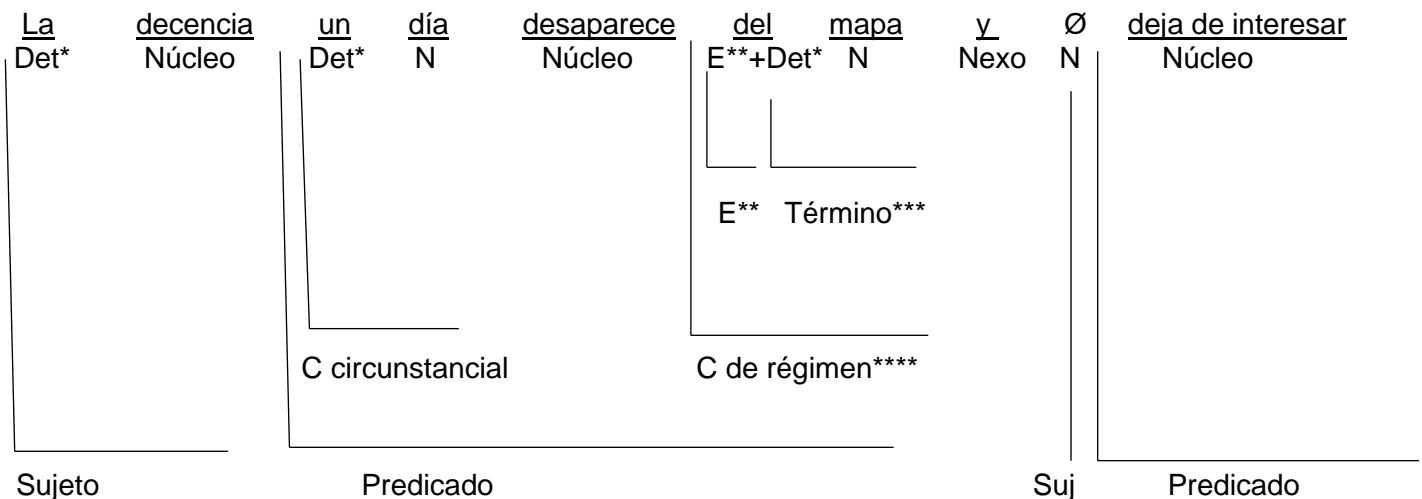 La decencia un día desaparece del mapa y Ø deja de interesar
Det* Núcleo Det* N Núcleo E**+Det* N Nexo N Núcleo
E** Término***
C circunstancial C de régimen****
Sujeto Predicado Suj Predicado